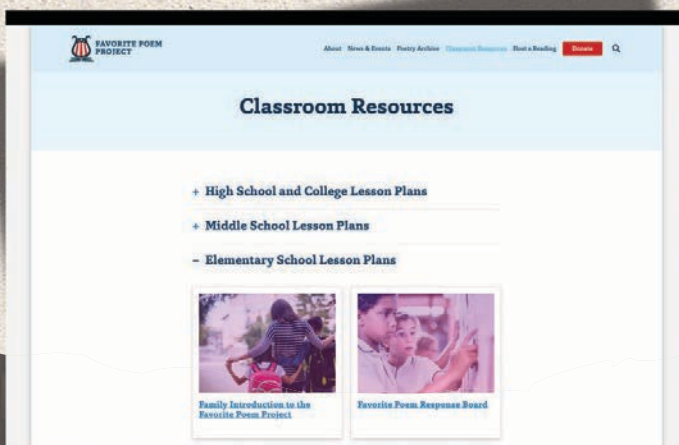 FAVORITE POEM
PROJECT
About News & Events Poetry Archive Classroom Resources Host a Reading Donate
Classroom Resources
+ High School and College Lesson Plans
+ Middle School Lesson Plans
– Elementary School Lesson Plans
Family Introduction to the Favorite Poem Response Board
Favorite Poem Project